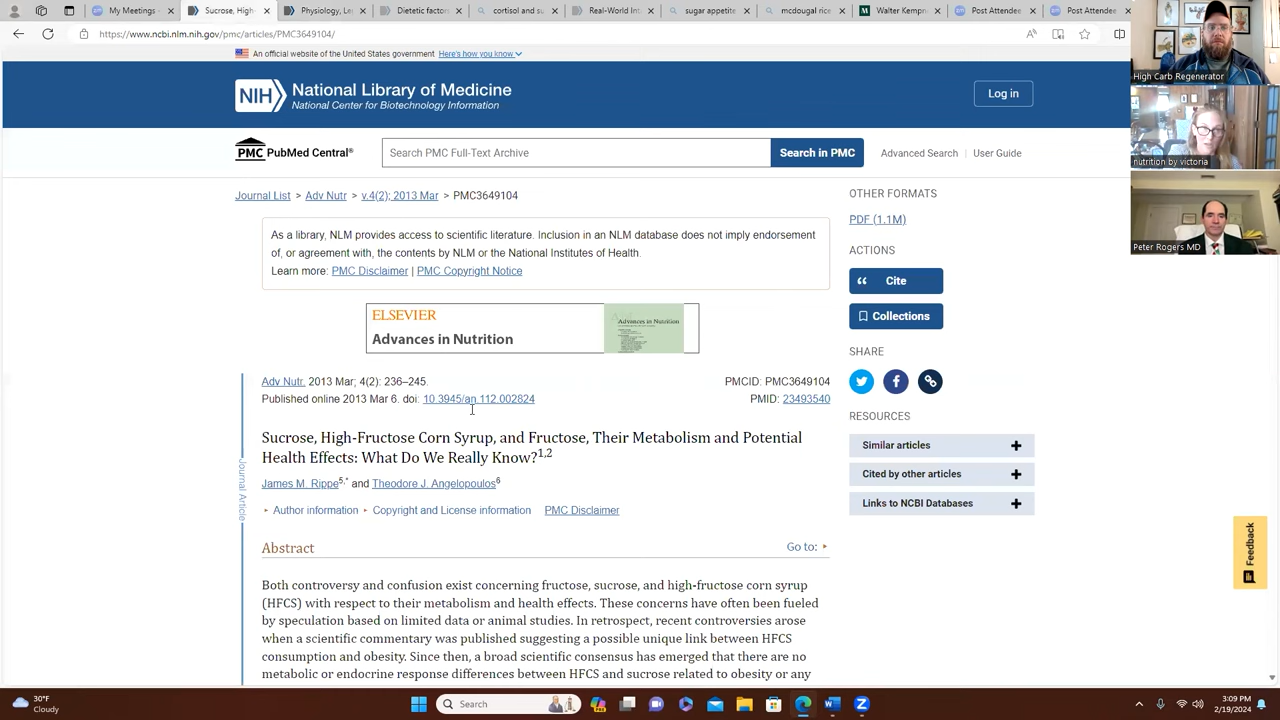 My Meetings -
Sucrose, High-
Physiology, Le
Dietetic factor
cortisol and su
Real-World Int
sugar appetite
mcdougal rice
Walter Kempn
Post Attendee
Post Attendee
https://www.ncbi.nlm.nih.gov/pmc/articles/PMC3649104/
An official website of the United States government Here's how you know
NIH National Library of Medicine
National Center for Biotechnology Information
Log in
High Carb Regenerator
PMC PubMed Central®
Search PMC Full-Text Archive
Search in PMC
Advanced Search | User Guide
nutrition by victoria
Journal List > Adv Nutr > v.4(2); 2013 Mar > PMC3649104
OTHER FORMATS
PDF (1.1M)
As a library, NLM provides access to scientific literature. Inclusion in an NLM database does not imply endorsement
of, or agreement with, the contents by NLM or the National Institutes of Health.
Learn more: PMC Disclaimer | PMC Copyright Notice
Peter Rogers MD
ACTIONS
Cite
Collections
ELSEVIER
Advances in Nutrition
Advances in Nutrition
SHARE
Adv Nutr. 2013 Mar; 4(2): 236–245.
PMCID: PMC3649104
Published online 2013 Mar 6. doi: 10.3945/an.112.002824
PMID: 23493540
RESOURCES
Similar articles
Cited by other articles
Links to NCBI Databases
Journal Article
Sucrose, High-Fructose Corn Syrup, and Fructose, Their Metabolism and Potential
Health Effects: What Do We Really Know?1,2
James M. Rippe5,* and Theodore J. Angelopoulos6
Author information Copyright and License information PMC Disclaimer
Feedback
Abstract
Go to:
Both controversy and confusion exist concerning fructose, sucrose, and high-fructose corn syrup
(HFCS) with respect to their metabolism and health effects. These concerns have often been fueled
by speculation based on limited data or animal studies. In retrospect, recent controversies arose
when a scientific commentary was published suggesting a possible unique link between HFCS
consumption and obesity. Since then, a broad scientific consensus has emerged that there are no
metabolic or endocrine response differences between HFCS and sucrose related to obesity or any
30°F
Cloudy
Search
3:09 PM
2/19/2024